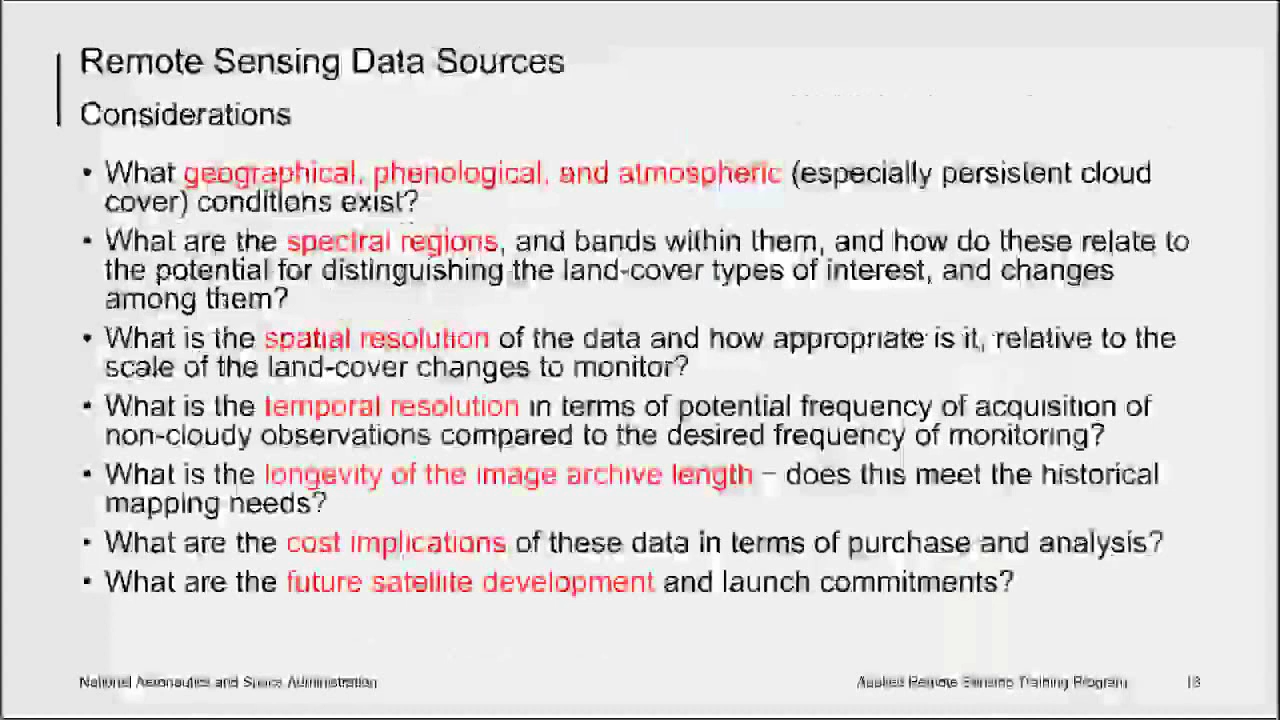 Remote Sensing Data Sources
Considerations
• What geographical, phenological, and atmospheric (especially persistent cloud
cover) conditions exist?
• What are the spectral regions, and bands within them, and how do these relate to
the potential for distinguishing the land-cover types of interest, and changes
among them?
• What is the spatial resolution of the data and how appropriate is it, relative to the
scale of the land-cover changes to monitor?
• What is the temporal resolution in terms of potential frequency of acquisition of
non-cloudy observations compared to the desired frequency of monitoring?
• What is the longevity of the image archive length – does this meet the historical
mapping needs?
• What are the cost implications of these data in terms of purchase and analysis?
• What are the future satellite development and launch commitments?
National Aeronautics and Space Administration
Applied Remote Sensing Training Program